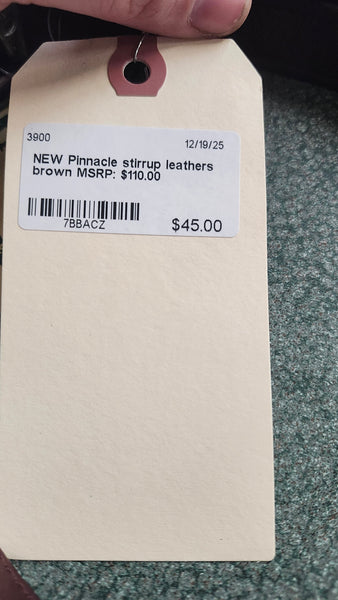 3900 12/19/25
NEW Pinnacle stirrup leathers
brown MSRP: $110.00
7BBACZ $45.00